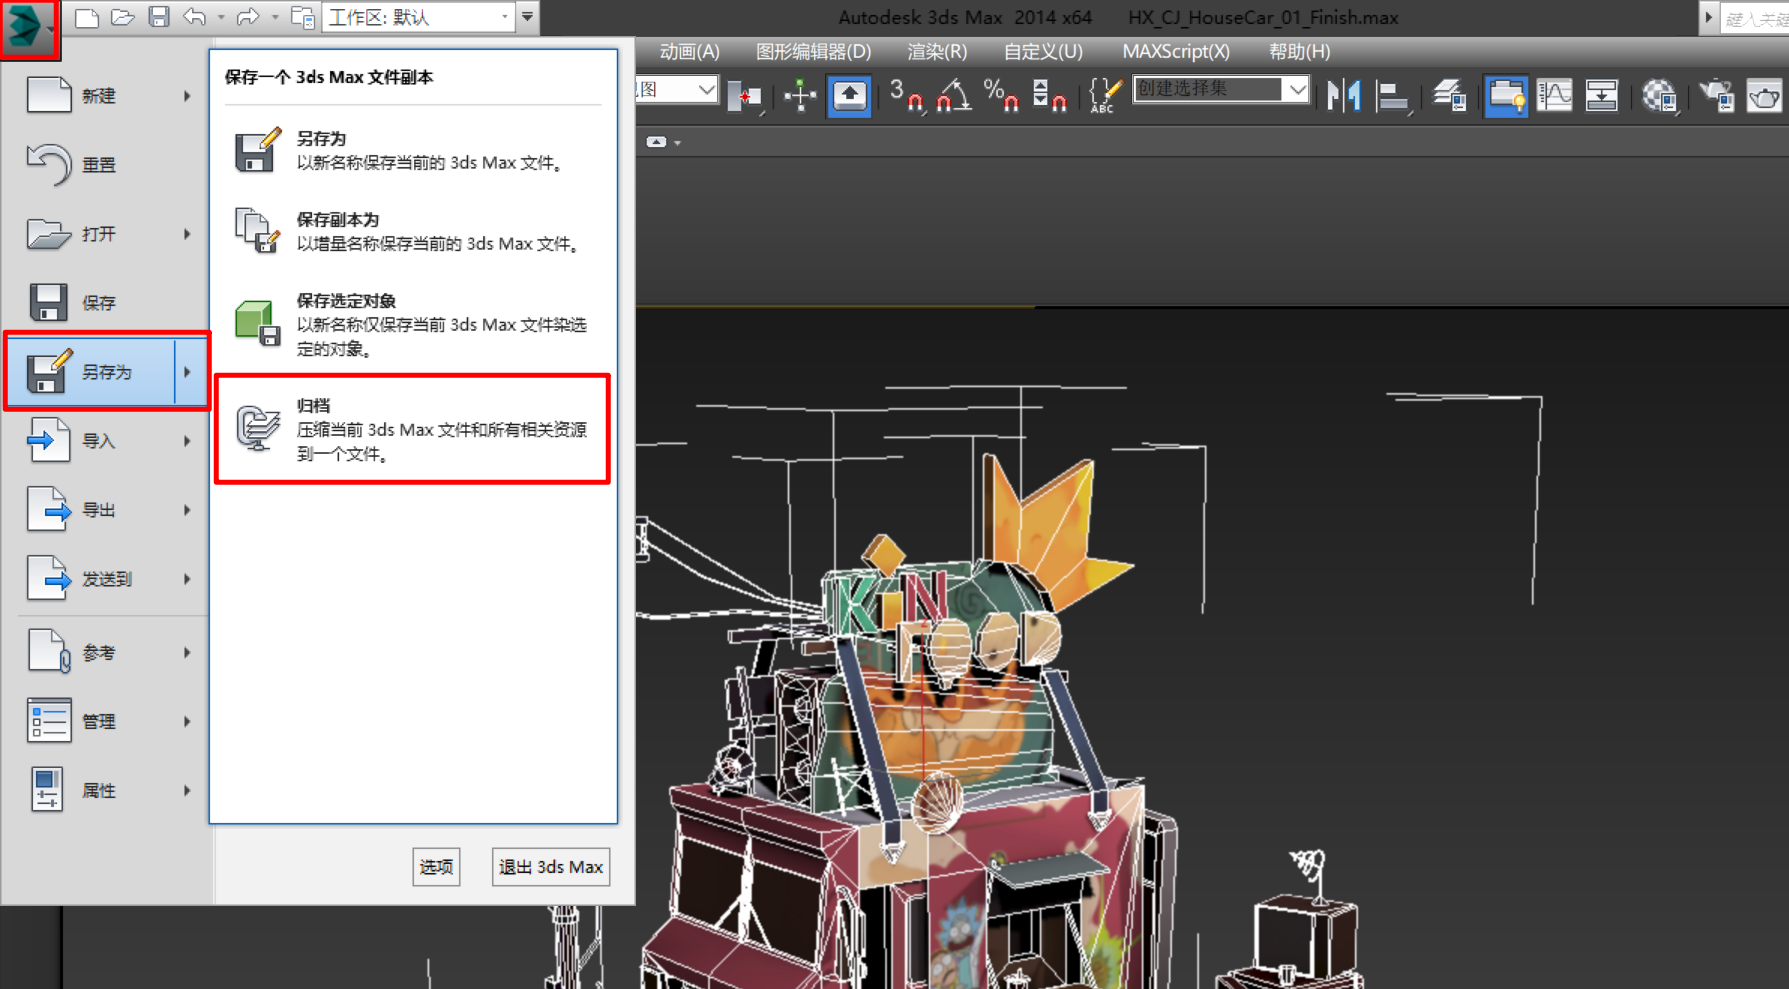 工作区: 默认
Autodesk 3ds Max 2014 x64 HX_CJ_HouseCar_01_Finish.max
键入关键
动画(A) 图形编辑器(D) 渲染(R) 自定义(U) MAXScript(X) 帮助(H)
图
3
%
ABC
创建选择集
新建
重置
打开
保存
另存为
导入
导出
发送到
参考
管理
属性
保存一个 3ds Max 文件副本
另存为
以新名称保存当前的 3ds Max 文件。
保存副本为
以增量名称保存当前的 3ds Max 文件。
保存选定对象
以新名称仅保存当前 3ds Max 文件染选
定的对象。
归档
压缩当前 3ds Max 文件和所有相关资源
到一个文件。
选项
退出 3ds Max
KiN
FOOD